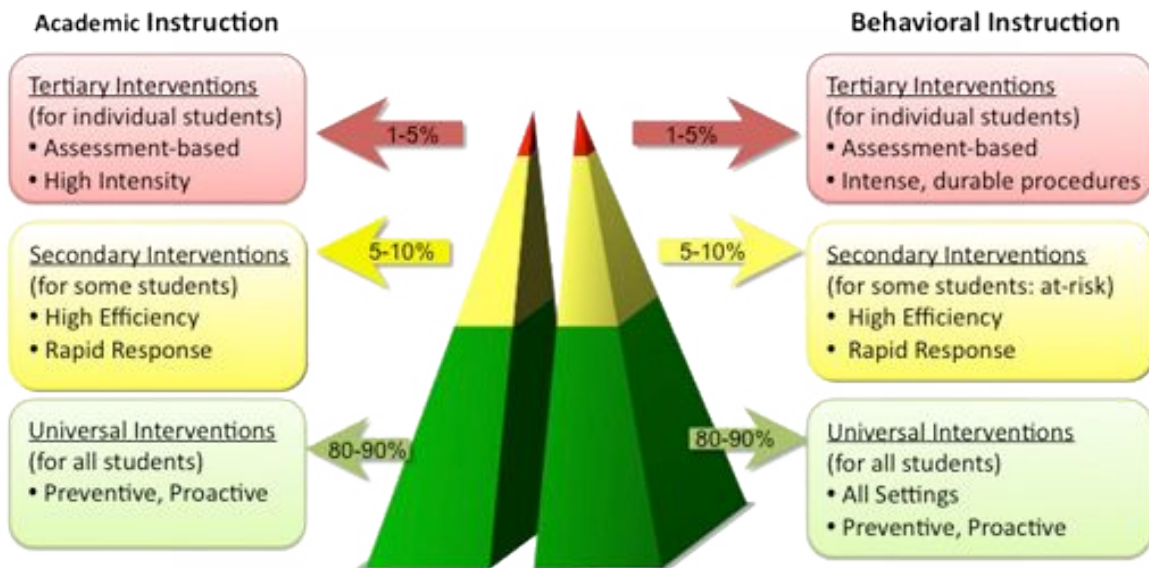 Academic Instruction
Tertiary Interventions
(for individual students)
• Assessment-based
• High Intensity
1-5%
Secondary Interventions
(for some students)
• High Efficiency
• Rapid Response
5-10%
Universal Interventions
(for all students)
• Preventive, Proactive
80-90%
Behavioral Instruction
1-5%
Tertiary Interventions
(for individual students)
• Assessment-based
• Intense, durable procedures
5-10%
Secondary Interventions
(for some students: at-risk)
• High Efficiency
• Rapid Response
80-90%
Universal Interventions
(for all students)
• All Settings
• Preventive, Proactive